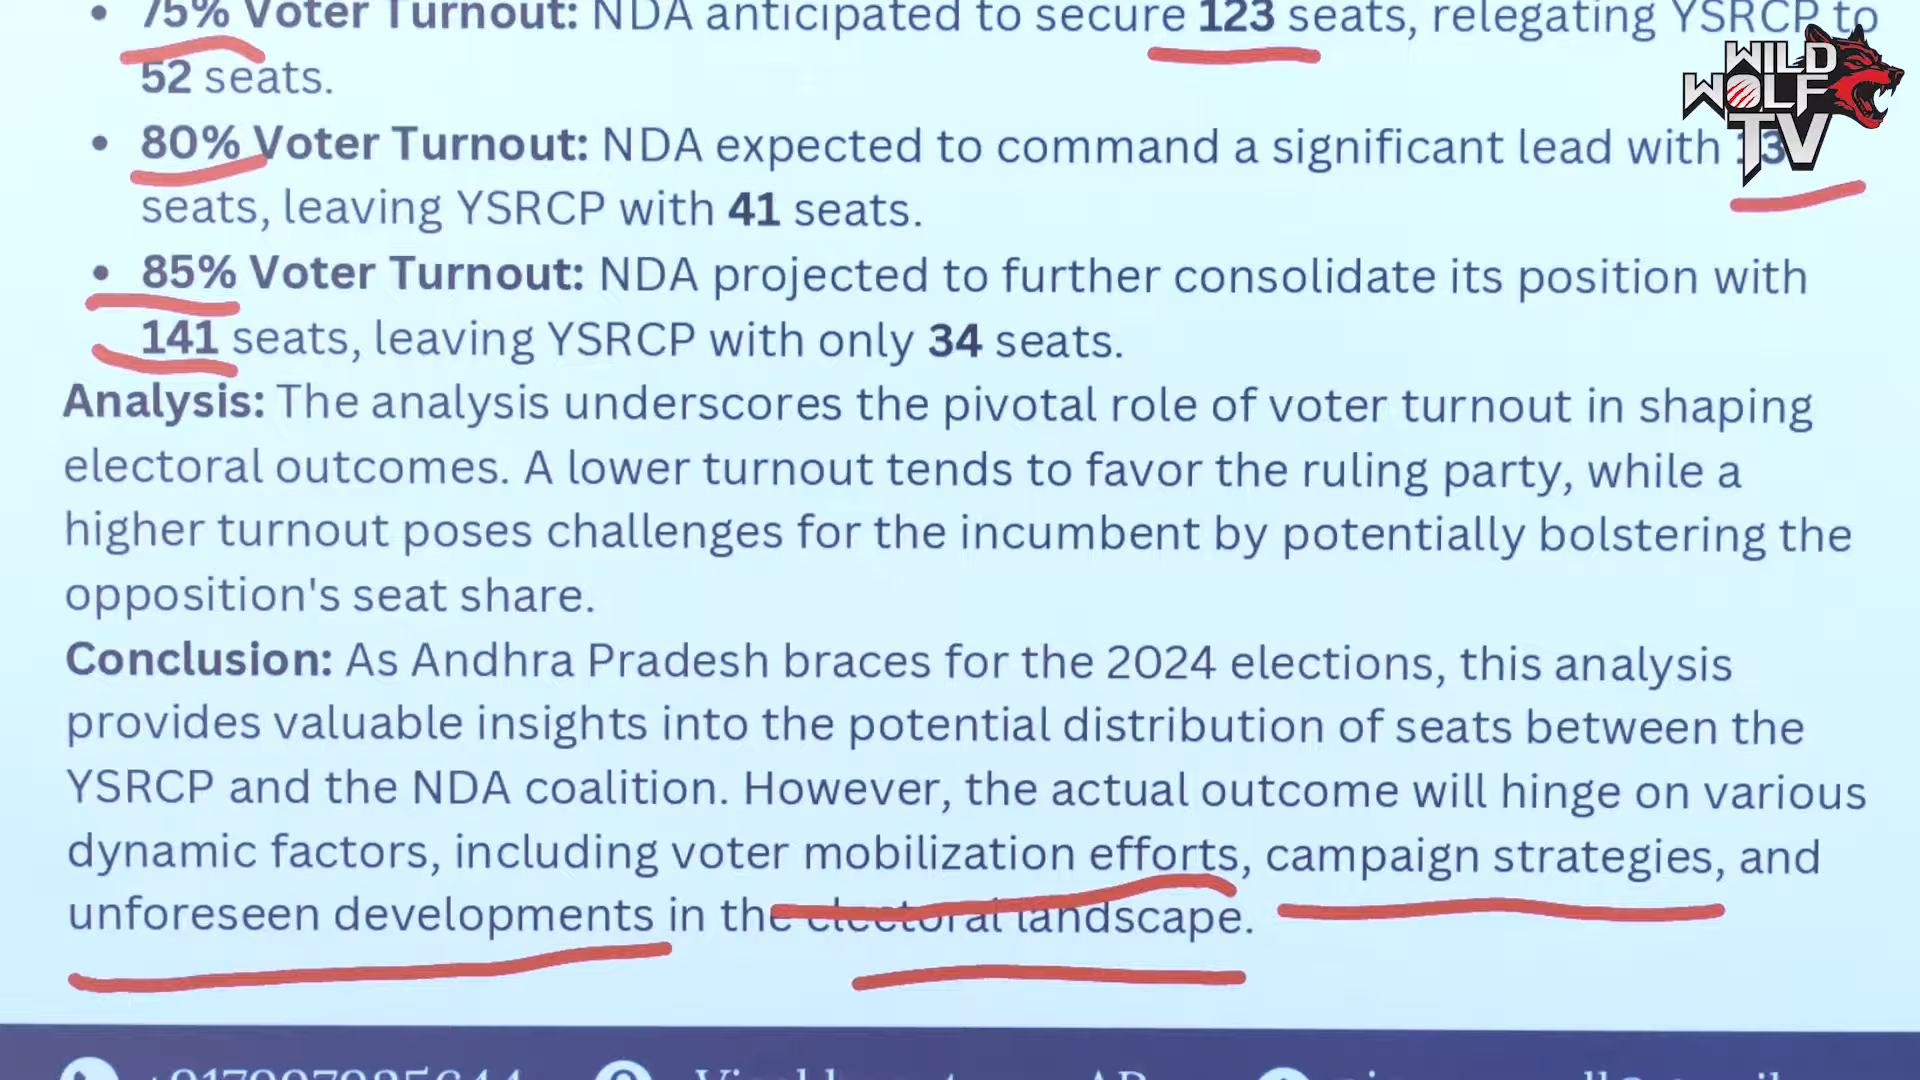 • 75% Voter Turnout: NDA anticipated to secure 123 seats, relegating YSRCP to
52 seats.
• 80% Voter Turnout: NDA expected to command a significant lead with
seats, leaving YSRCP with 41 seats.
• 85% Voter Turnout: NDA projected to further consolidate its position with
141 seats, leaving YSRCP with only 34 seats.
Analysis: The analysis underscores the pivotal role of voter turnout in shaping
electoral outcomes. A lower turnout tends to favor the ruling party, while a
higher turnout poses challenges for the incumbent by potentially bolstering the
opposition's seat share.
Conclusion: As Andhra Pradesh braces for the 2024 elections, this analysis
provides valuable insights into the potential distribution of seats between the
YSRCP and the NDA coalition. However, the actual outcome will hinge on various
dynamic factors, including voter mobilization efforts, campaign strategies, and
unforeseen developments in the electoral landscape.
WILD
WOLF
TV